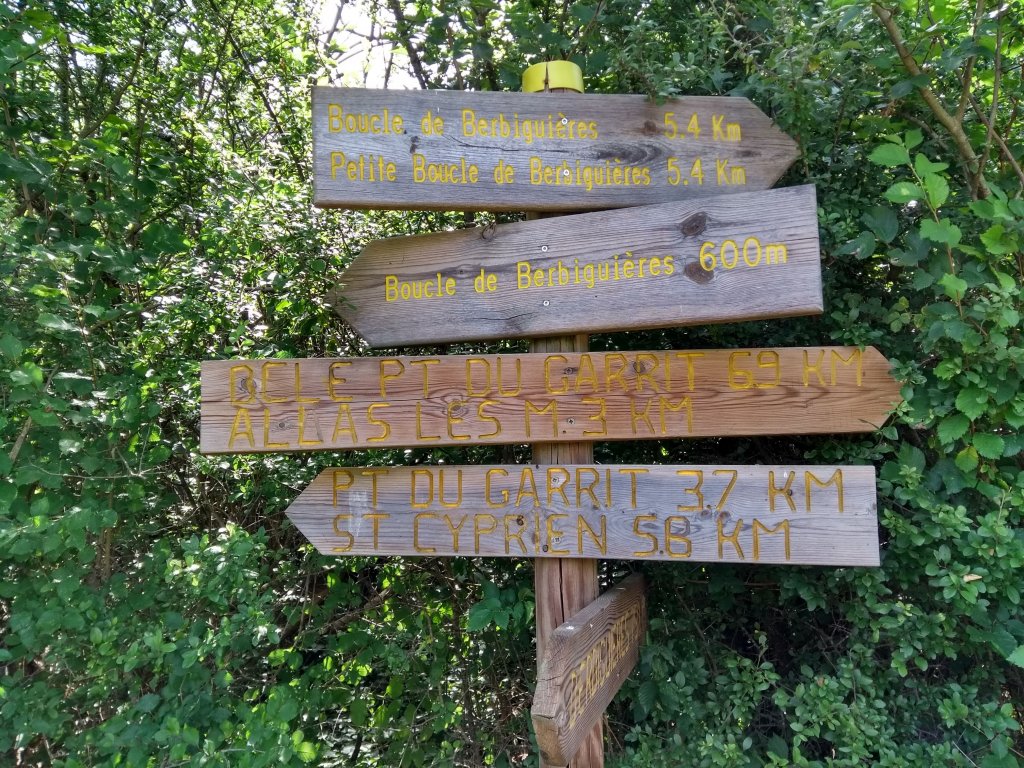 Boucle de Berbiguières 5.4 Km
Petite Boucle de Berbiguières 5.4 Km
Boucle de Berbiguières 600m
BCLE PT DU GARRIT 6.9 KM
ALLAS LES M. 3 KM
PT DU GARRIT 3,7 KM
ST CYPRIEN 5.6 KM